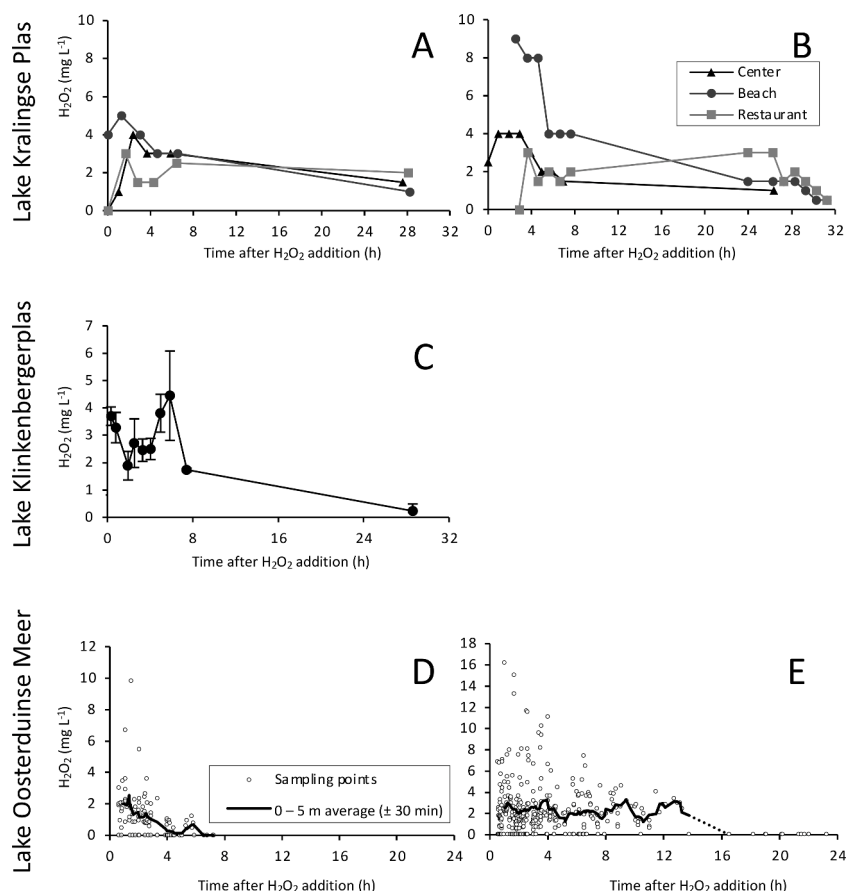 Lake Kralingse Plas
A
H₂O₂ (mg L⁻¹)
10
8
6
4
2
0
0 4 8 12 16 20 24 28 32
Time after H₂O₂ addition (h)
B
Center
Beach
Restaurant
10
8
6
4
2
0
0 4 8 12 16 20 24 28 32
Time after H₂O₂ addition (h)
Lake Klinkenbergerplas
C
H₂O₂ (mg L⁻¹)
7
6
5
4
3
2
1
0
0 8 16 24 32
Time after H₂O₂ addition (h)
Lake Oosterduinse Meer
D
H₂O₂ (mg L⁻¹)
12
10
8
6
4
2
0
Sampling points
0 – 5 m average (± 30 min)
0 4 8 12 16 20 24
Time after H₂O₂ addition (h)
E
18
16
14
12
10
8
6
4
2
0
0 4 8 12 16 20 24
Time after H₂O₂ addition (h)